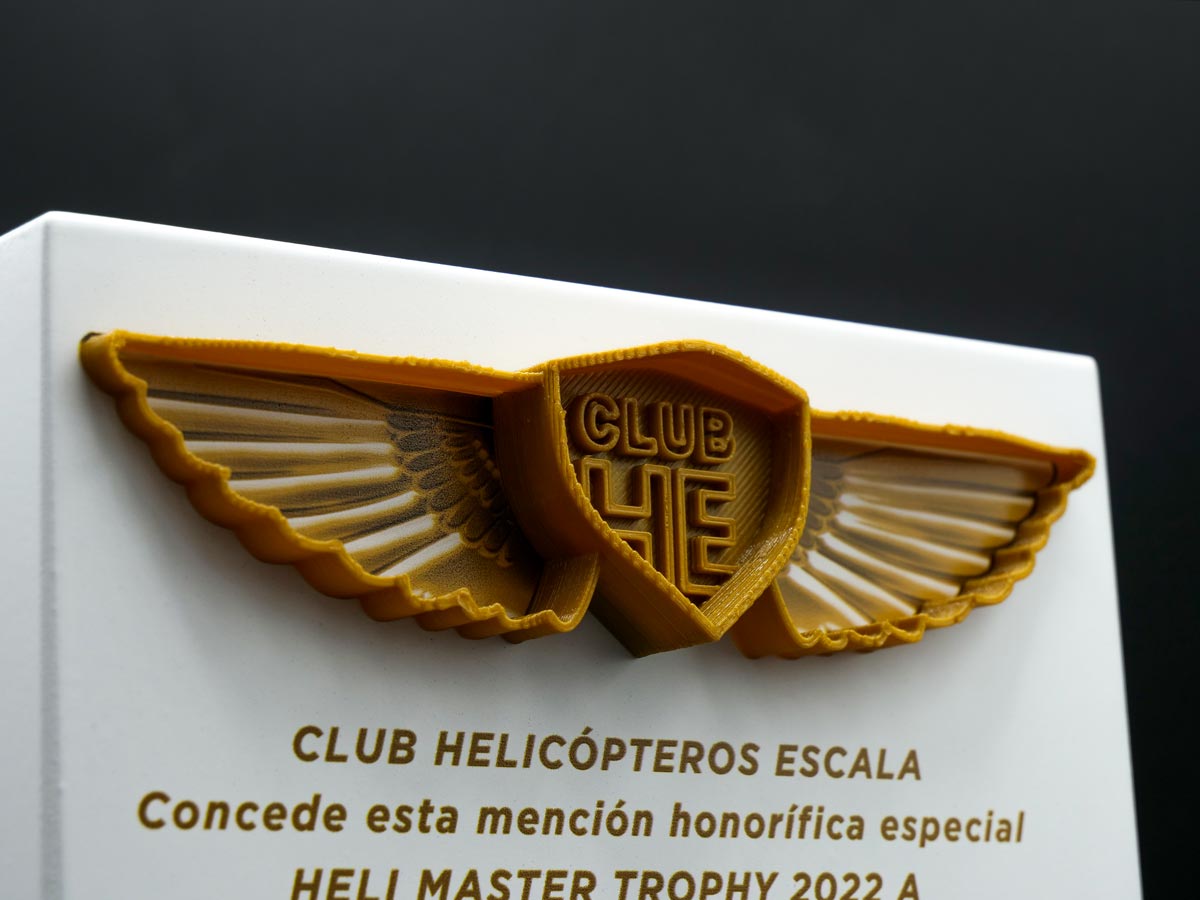 CLUB
HE
CLUB HELICÓPTEROS ESCALA
Concede esta mención honorífica especial
HELI MASTER TROPHY 2022 A